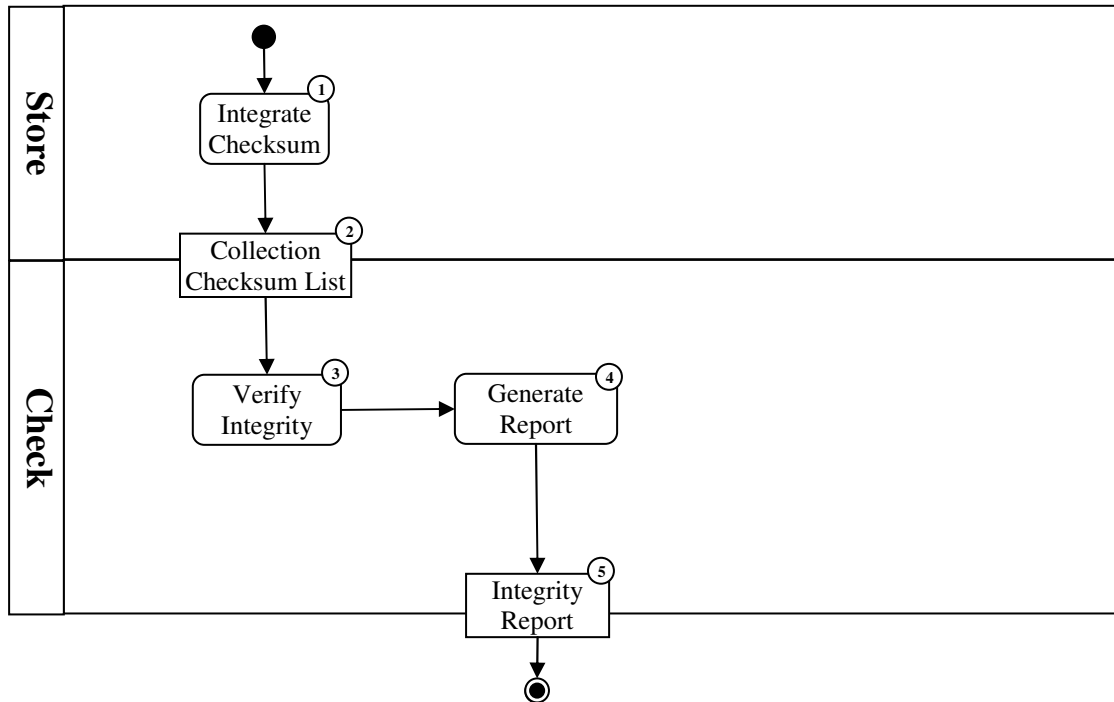 Store
1
Integrate
Checksum
2
Collection
Checksum List
Check
3
Verify
Integrity
4
Generate
Report
5
Integrity
Report